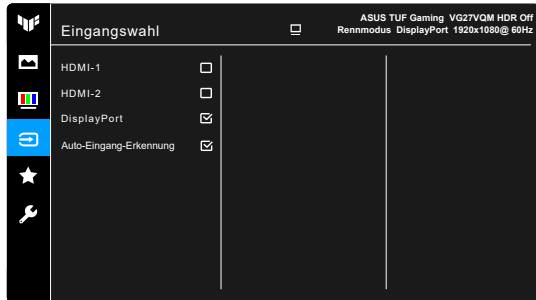 Eingangswahl
ASUS TUF Gaming VG27VQM HDR Off
Rennmodus DisplayPort 1920x1080@ 60Hz
HDMI-1
HDMI-2
DisplayPort
Auto-Eingang-Erkennung